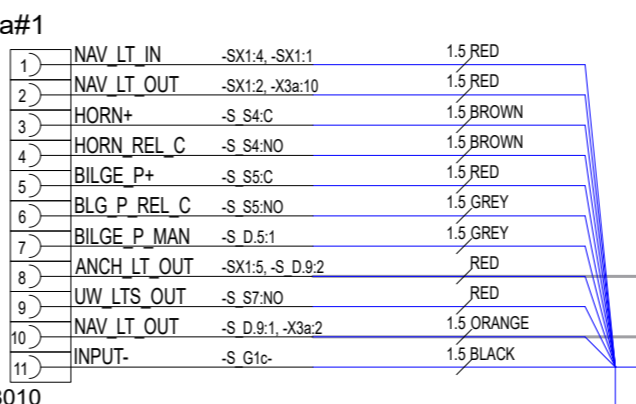 a#1
1 NAV_LT_IN -SX1:4, -SX1:1 1.5 RED
2 NAV_LT_OUT -SX1:2, -X3a:10 1.5 RED
3 HORN+ -S_S4:C 1.5 BROWN
4 HORN_REL_C -S_S4:NO 1.5 BROWN
5 BILGE_P+ -S_S5:C 1.5 RED
6 BLG_P_REL_C -S_S5:NO 1.5 GREY
7 BILGE_P_MAN -S_D.5:1 1.5 GREY
8 ANCH_LT_OUT -SX1:5, -S_D.9:2 RED
9 UW_LTS_OUT -S_S7:NO RED
10 NAV_LT_OUT -S_D.9:1, -X3a:2 1.5 ORANGE
11 INPUT- -S_G1c- 1.5 BLACK
3010